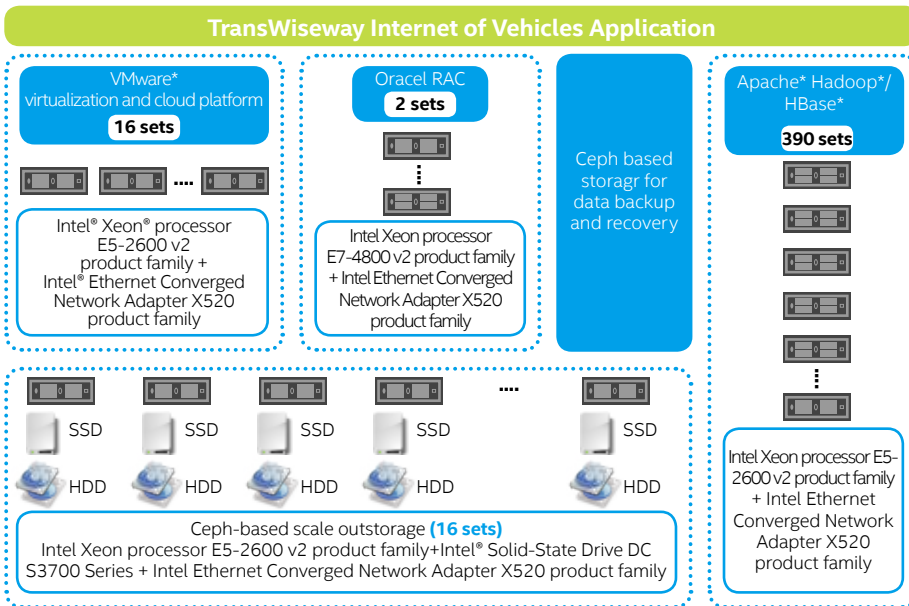 TransWiseway Internet of Vehicles Application
VMware*
virtualization and cloud platform
16 sets
Intel® Xeon® processor
E5-2600 v2
product family +
Intel® Ethernet Converged
Network Adapter X520
product family
Oracel RAC
2 sets
Intel Xeon processor
E7-4800 v2 product family
+ Intel Ethernet Converged
Network Adapter X520
product family
Ceph based
storagr for
data backup
and recovery
Apache* Hadoop*/
HBase*
390 sets
Intel Xeon processor E5-
2600 v2 product family
+ Intel Ethernet
Converged Network
Adapter X520
product family
SSD
SSD
SSD
SSD
SSD
HDD
HDD
HDD
HDD
HDD
Ceph-based scale outstorage (16 sets)
Intel Xeon processor E5-2600 v2 product family+Intel® Solid-State Drive DC
S3700 Series + Intel Ethernet Converged Network Adapter X520 product family